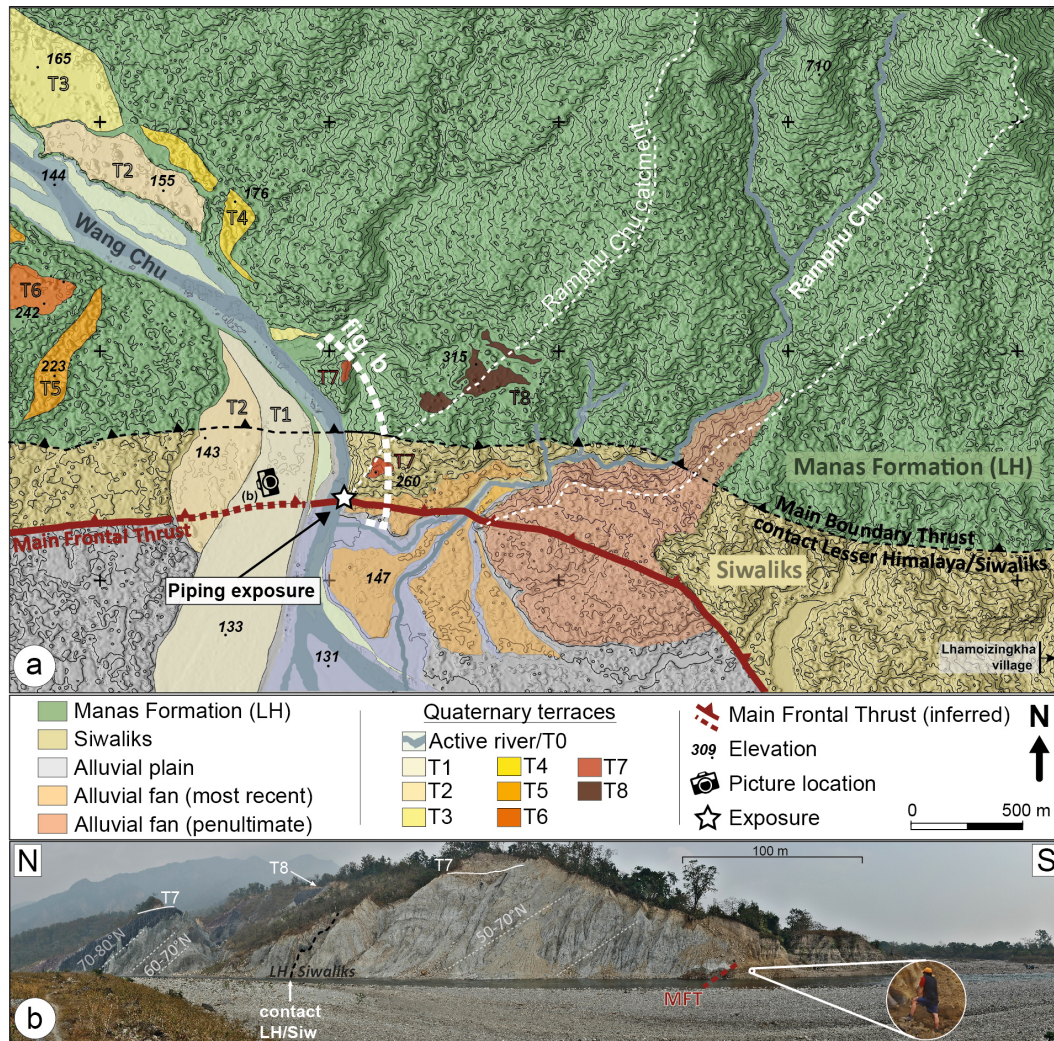 165
T3
T2
144
155
176
T4
Wang Chu
T6
242
223
T5
T2
T1
143
(b)
fig. b
T7
T7
260
315
T8
710
Ramphu Chu catcment
Ramphu Chu
Manas Formation (LH)
Main Boundary Thrust
contact Lesser Himalaya/Siwaliks
Siwaliks
Main Frontal Thrust
Piping exposure
147
133
131
Lhamoizingkha
village
a
Manas Formation (LH)
Siwaliks
Alluvial plain
Alluvial fan (most recent)
Alluvial fan (penultimate)
Quaternary terraces
Active river/T0
T1
T2
T3
T4
T5
T6
T7
T8
Main Frontal Thrust (inferred)
309 Elevation
Picture location
Exposure
N
0 500 m
N
S
T7
T8
T7
100 m
70-80°N
60-70°N
50-70°N
LH Siwaliks
contact
LH/Siw
MFT
b